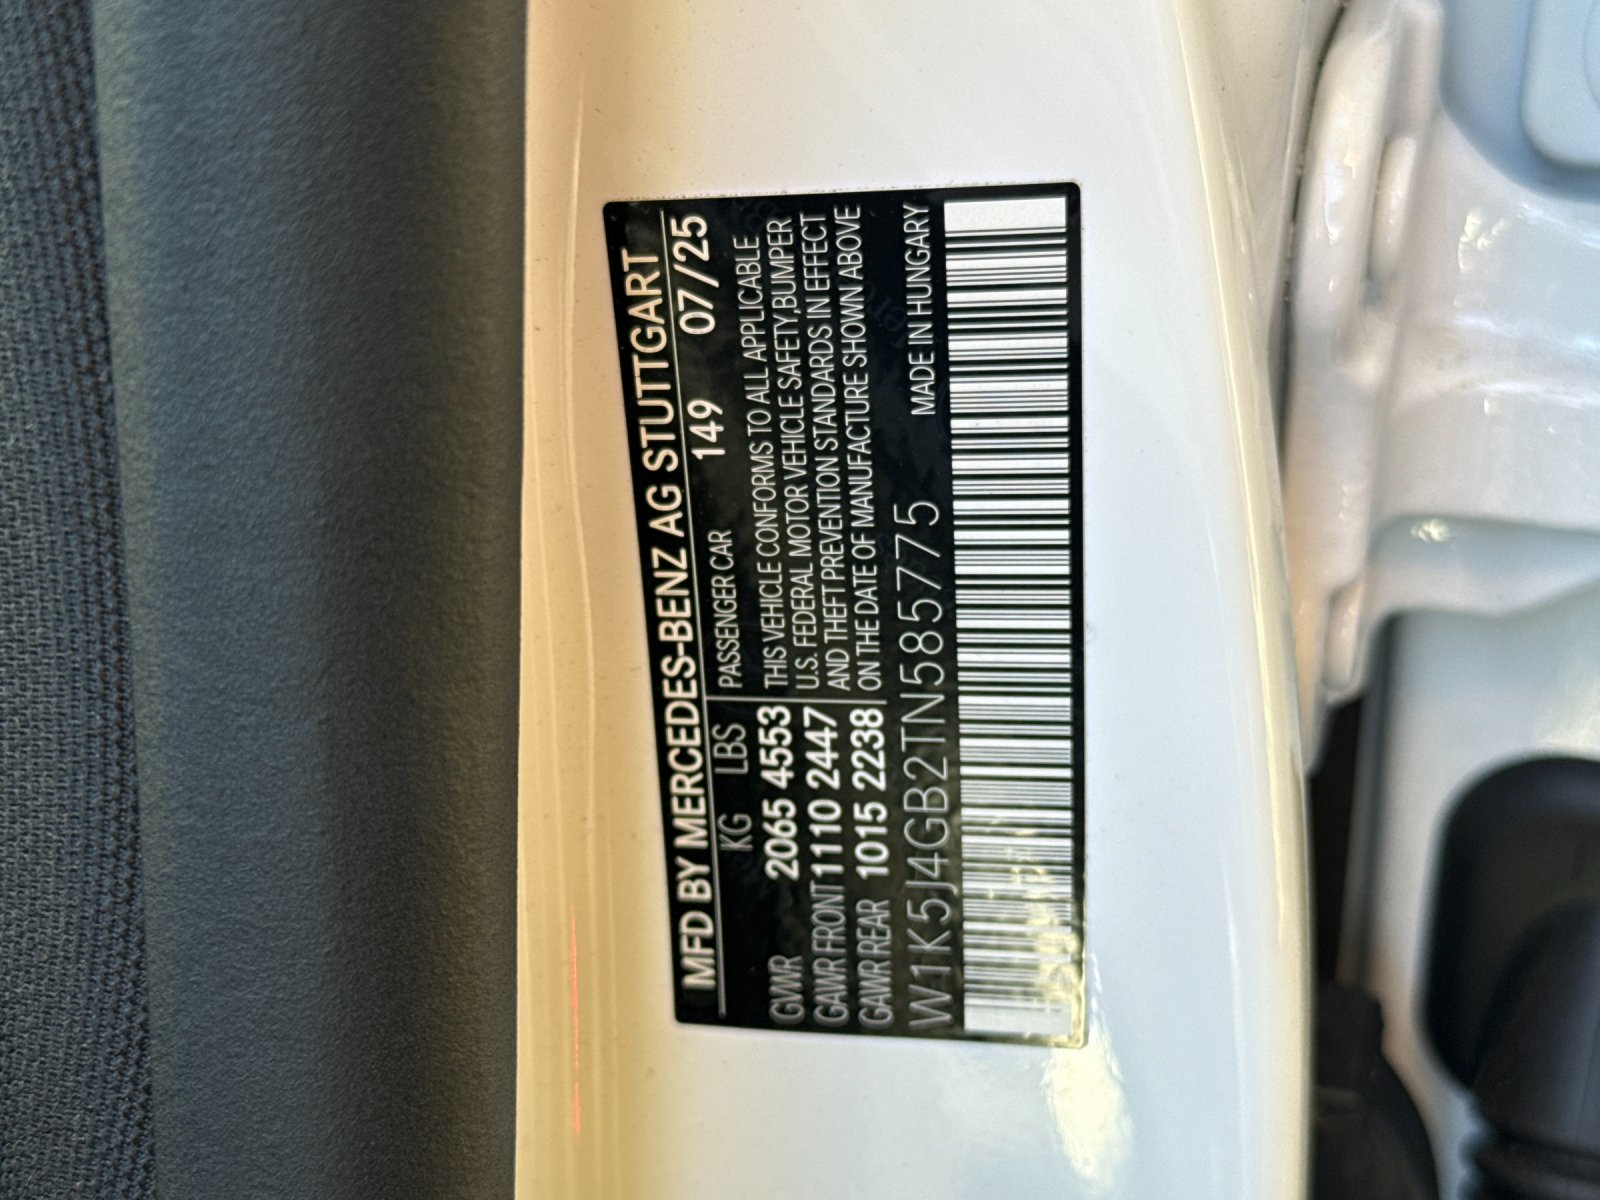 MFD BY MERCEDES-BENZ AG STUTTGART
KG LBS PASSENGER CAR 149 07/25
GVWR 2065 4553
GAWR FRONT 1110 2447
GAWR REAR 1015 2238
THIS VEHICLE CONFORMS TO ALL APPLICABLE
U.S. FEDERAL MOTOR VEHICLE SAFETY,BUMPER
AND THEFT PREVENTION STANDARDS IN EFFECT
ON THE DATE OF MANUFACTURE SHOWN ABOVE
W1K5J4GB2TN585775 MADE IN HUNGARY